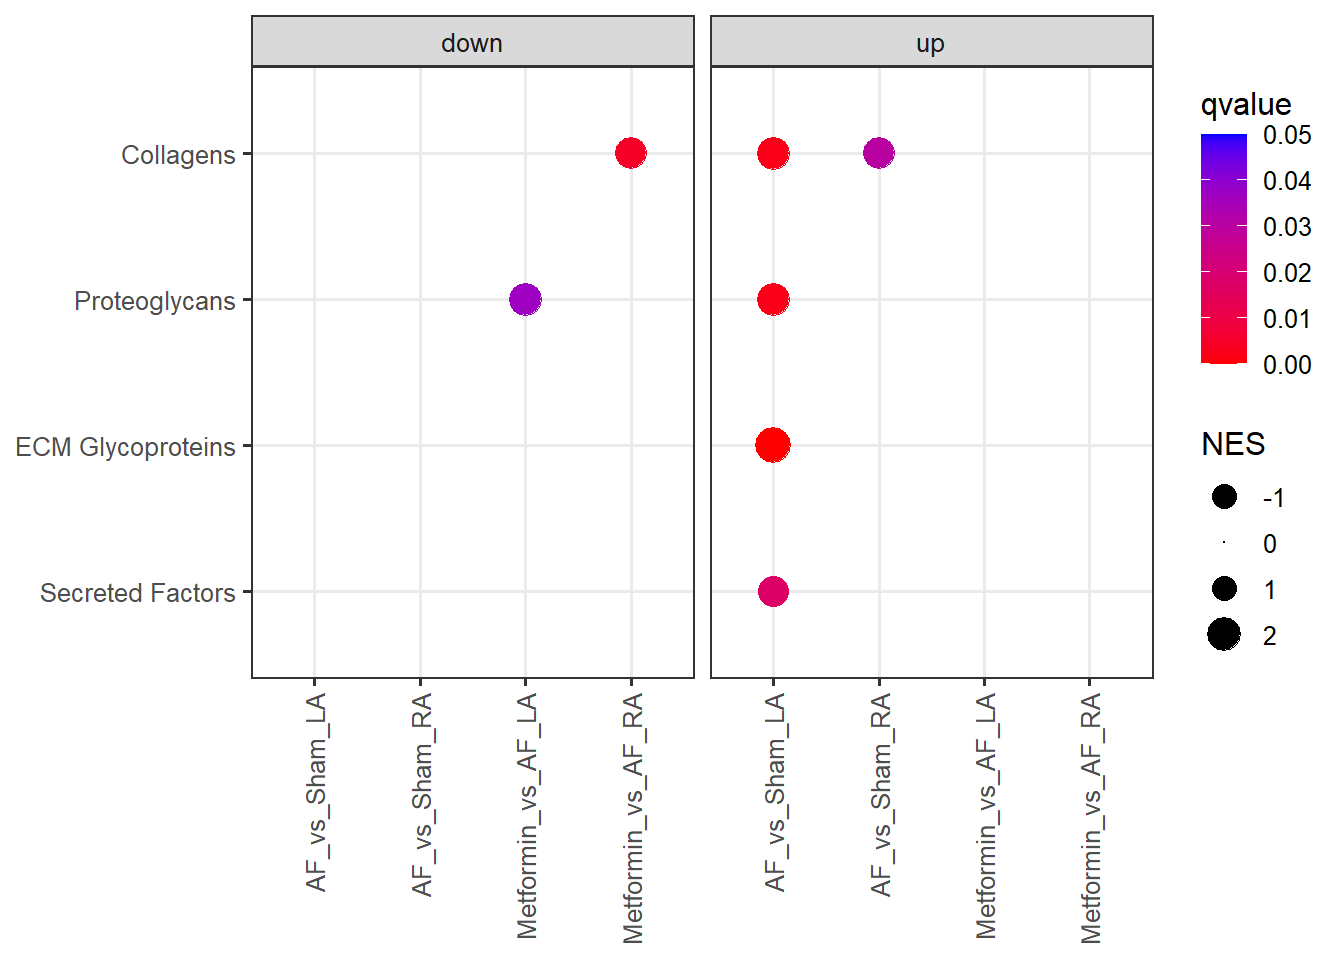 down
up
Collagens
Proteoglycans
ECM Glycoproteins
Secreted Factors
AF_vs_Sham_LA
AF_vs_Sham_RA
Metformin_vs_AF_LA
Metformin_vs_AF_RA
AF_vs_Sham_LA
AF_vs_Sham_RA
Metformin_vs_AF_LA
Metformin_vs_AF_RA
qvalue
0.05
0.04
0.03
0.02
0.01
0.00
NES
-1
0
1
2